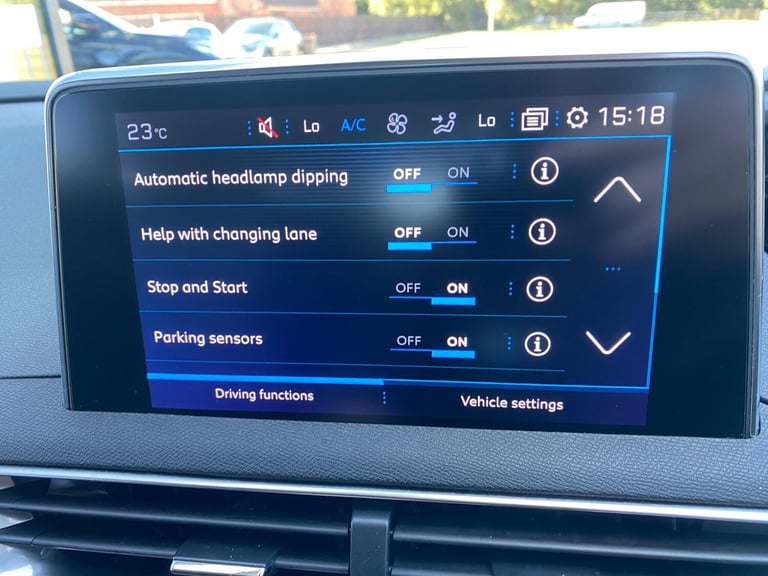 23°C Lo A/C Lo 15:18
Automatic headlamp dipping OFF ON i
Help with changing lane OFF ON i
Stop and Start OFF ON i
Parking sensors OFF ON i
Driving functions Vehicle settings